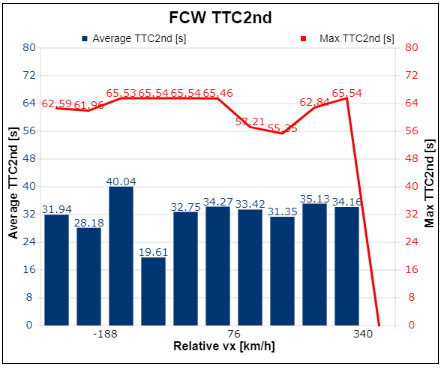 FCW TTC2nd
Average TTC2nd [s]
Max TTC2nd [s]
80 80
72 72
64 64
56 56
48 48
40 40
32 32
24 24
16 16
8 8
0 0
62.59 61.96 65.53 65.54 65.54 65.46 57.21 55.35 62.84 65.54
31.94 28.18 40.04 19.61 32.75 34.27 33.42 31.35 35.13 34.16
Average TTC2nd [s]
Max TTC2nd [s]
-188 76 340
Relative vx [km/h]